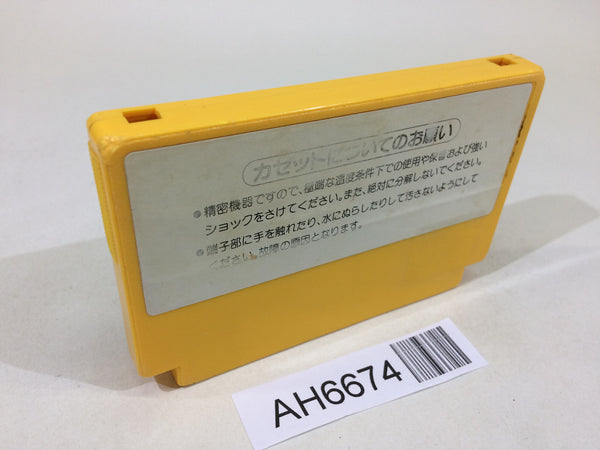 カセットについてのお願い
●精密機器ですので、極端な温度条件下での使用や保管および強い
ショックをさけてください。また、絶対に分解しないでください。
●端子部に手を触れたり、水にぬらしたりして汚さないようにして
ください。故障の原因となります。
AH6674